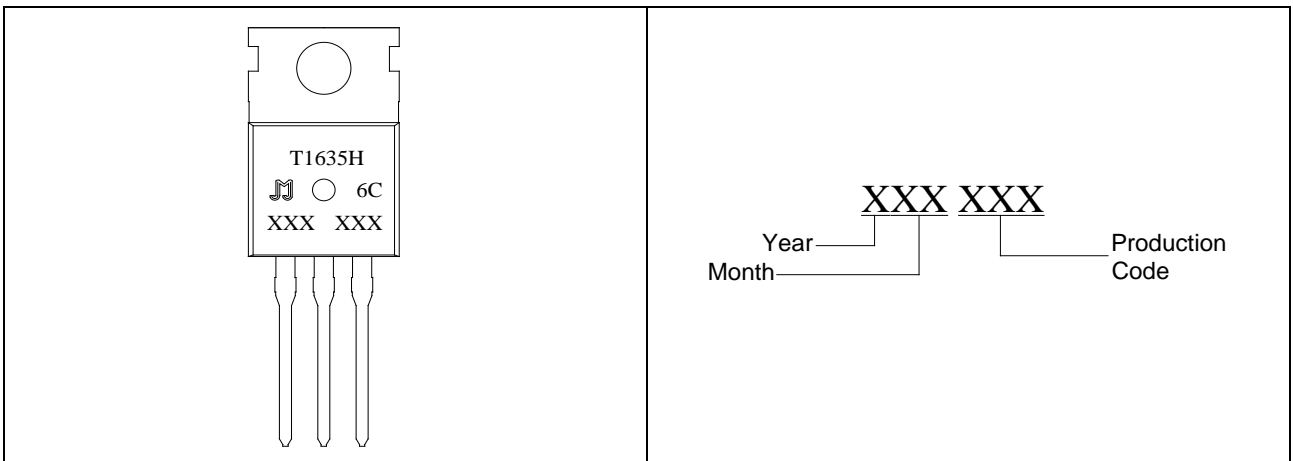 T1635H
JJ 6C
XXX XXX
XXX XXX
Year
Month
Production
Code